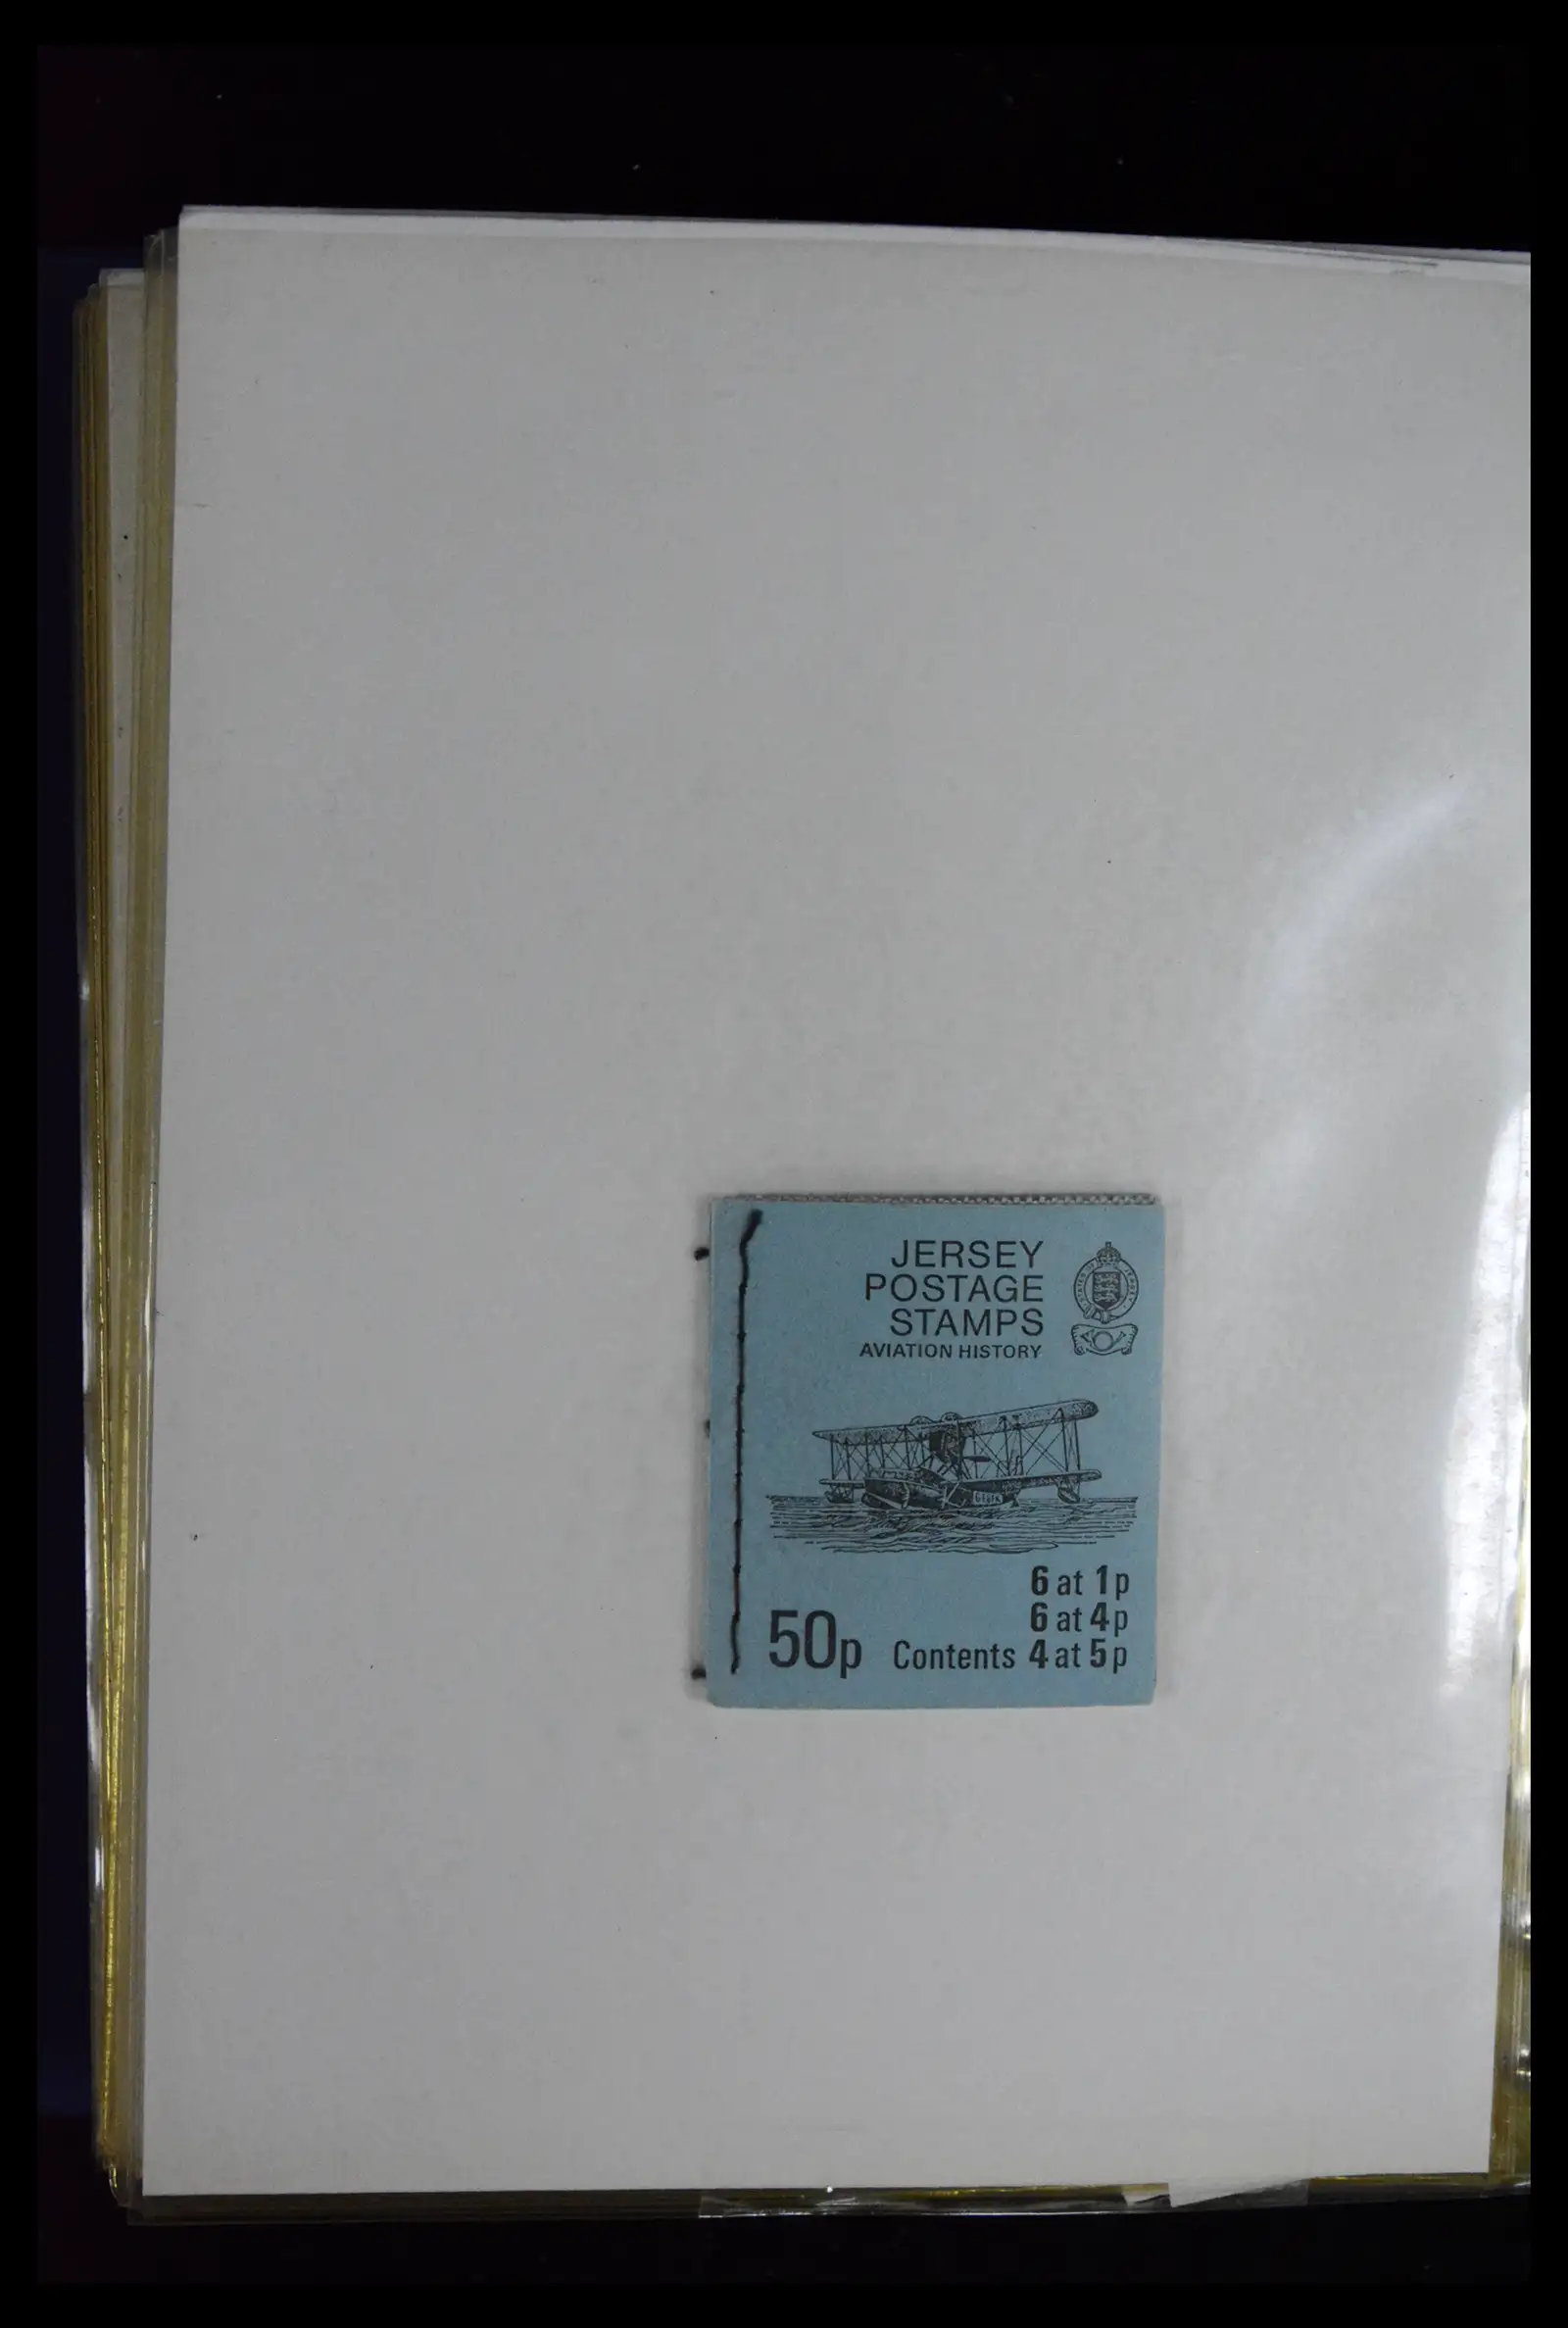 JERSEY
POSTAGE
STAMPS
AVIATION HISTORY
6 at 1p
6 at 4p
50p Contents 4 at 5p